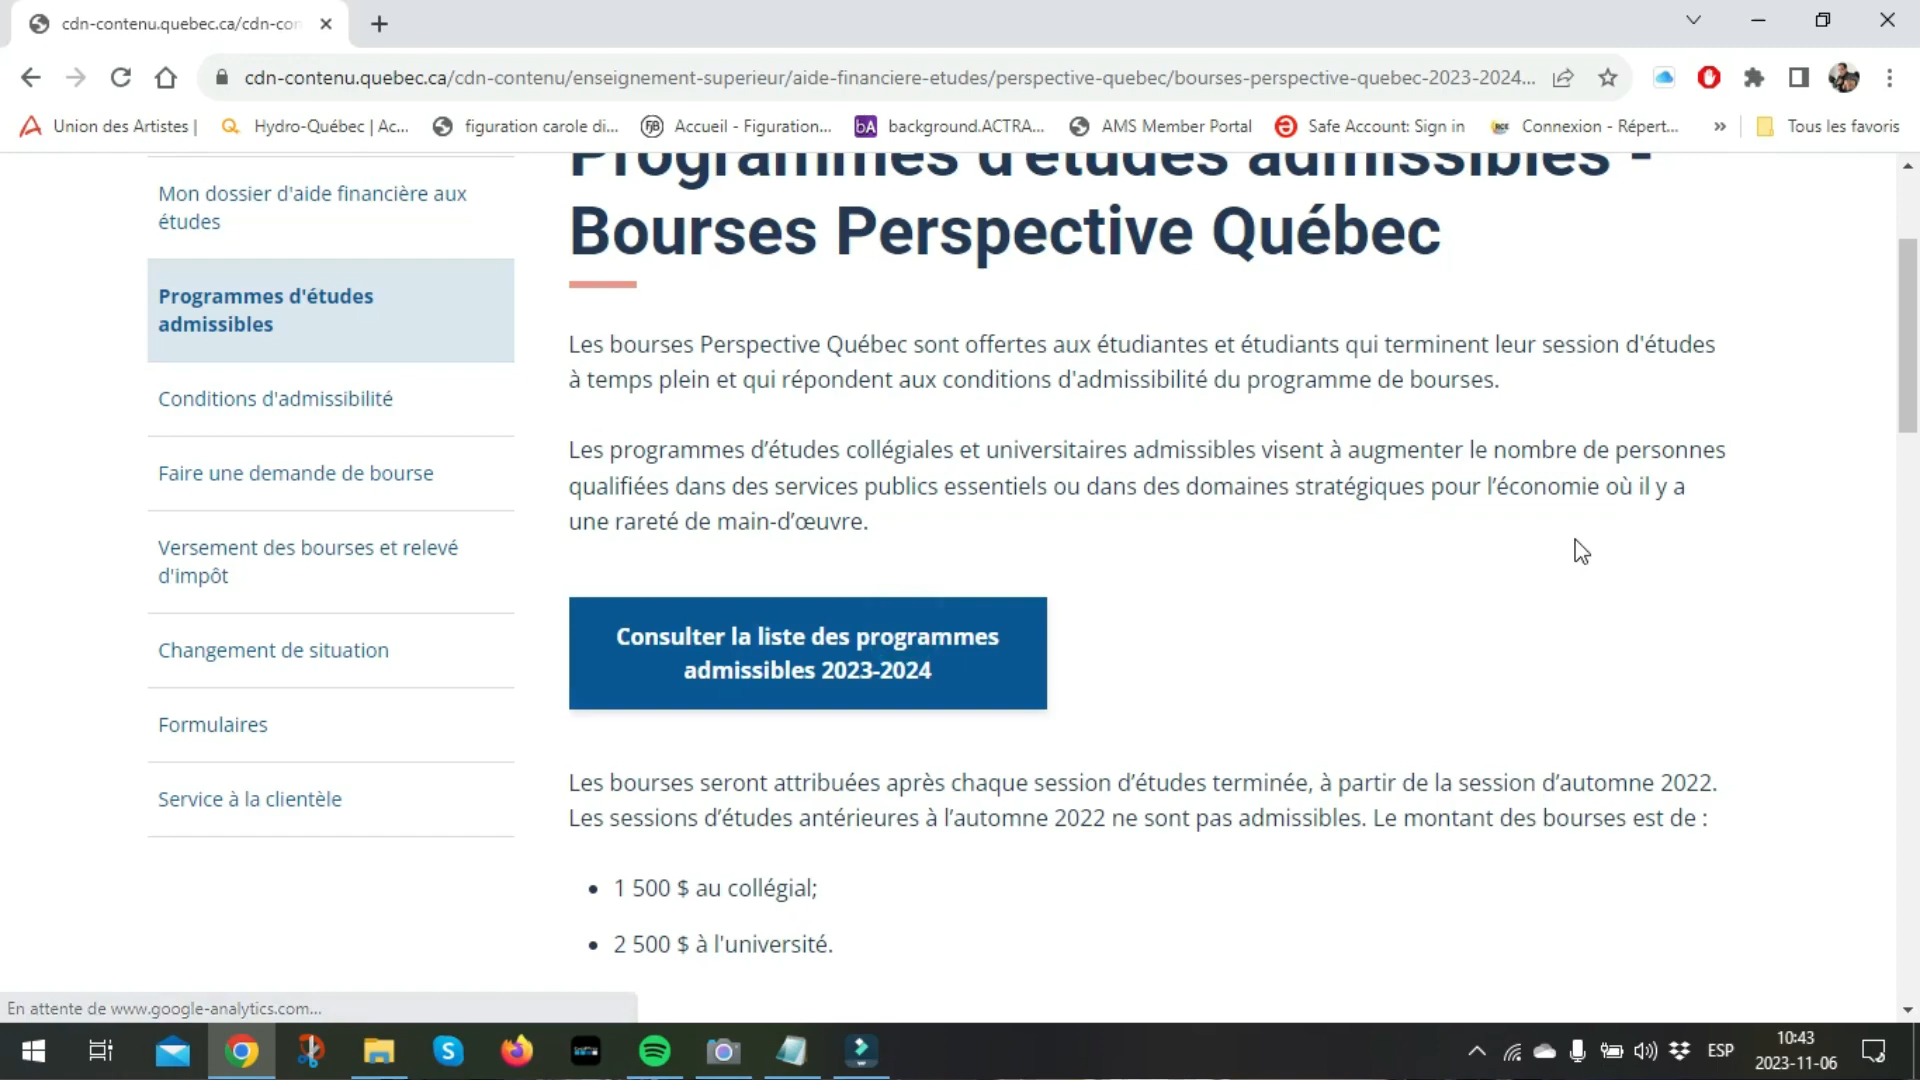 cdn-contenu.quebec.ca/cdn-con
cdn-contenu.quebec.ca/cdn-contenu/enseignement-superieur/aide-financiere-etudes/perspective-quebec/bourses-perspective-quebec-2023-2024...
Union des Artistes |
Hydro-Québec | Ac...
figuration carole di...
Accueil - Figuration...
bA
background.ACTRA...
AMS Member Portal
Safe Account: Sign in
Connexion - Répert...
»
Tous les favoris
Mon dossier d'aide financière aux
études
Programmes d'études
admissibles
Conditions d'admissibilité
Faire une demande de bourse
Versement des bourses et relevé
d'impôt
Changement de situation
Formulaires
Service à la clientèle
Programmes d'études admissibles -
Bourses Perspective Québec
Les bourses Perspective Québec sont offertes aux étudiantes et étudiants qui terminent leur session d'études
à temps plein et qui répondent aux conditions d'admissibilité du programme de bourses.
Les programmes d’études collégiales et universitaires admissibles visent à augmenter le nombre de personnes
qualifiées dans des services publics essentiels ou dans des domaines stratégiques pour l’économie où il y a
une rareté de main-d’œuvre.
Consulter la liste des programmes
admissibles 2023-2024
Les bourses seront attribuées après chaque session d’études terminée, à partir de la session d’automne 2022.
Les sessions d’études antérieures à l’automne 2022 ne sont pas admissibles. Le montant des bourses est de :
• 1 500 $ au collégial;
• 2 500 $ à l'université.
En attente de www.google-analytics.com...
ESP
10:43
2023-11-06